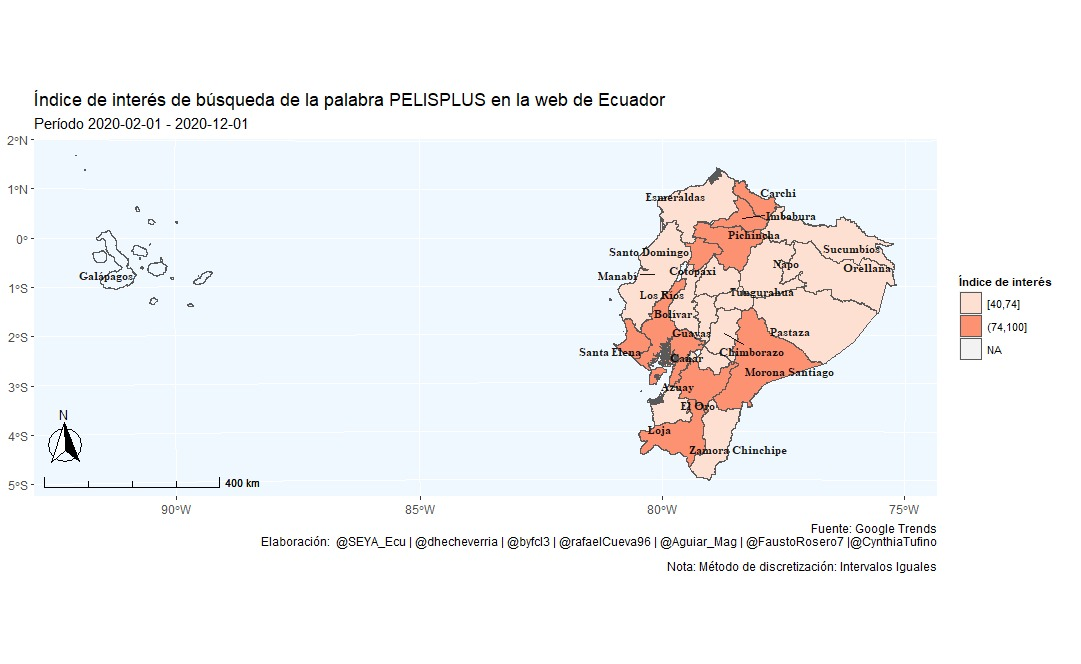 Índice de interés de búsqueda de la palabra PELISPLUS en la web de Ecuador
Período 2020-02-01 - 2020-12-01
2°N
1°N
0°
1°S
2°S
3°S
4°S
5°S
90°W
85°W
80°W
75°W
Galápagos
Esmeraldas
Carchi
Imbabura
Pichincha
Santo Domingo
Sucumbios
Manabí
Cotopaxi
Napo
Orellana
Los Ríos
Tungurahua
Bolívar
Guayas
Pastaza
Santa Elena
Cañar
Chimborazo
Morona Santiago
Azuay
El Oro
Loja
Zamora Chinchipe
N
400 km
Índice de interés
[40,74]
(74,100]
NA
Fuente: Google Trends
Elaboración: @SEYA_Ecu | @dhecheverria | @byfcl3 | @rafaelCueva96 | @Aguiar_Mag | @FaustoRosero7 |@CynthiaTufino
Nota: Método de discretización: Intervalos Iguales